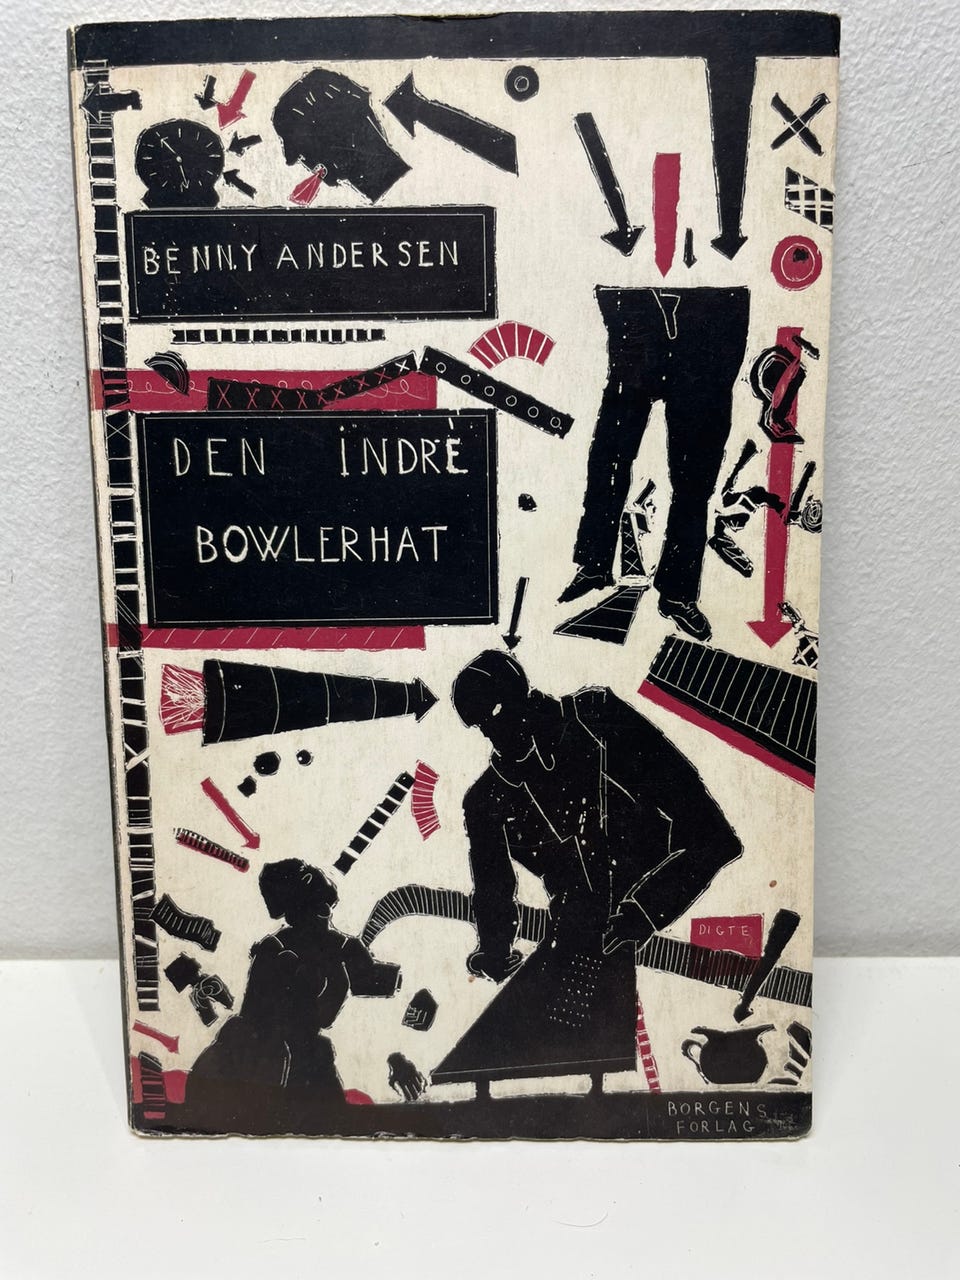 BENNY ANDERSEN
DEN INDRE
BOWLERHAT
DIGTE
BORGENS
FORLAG